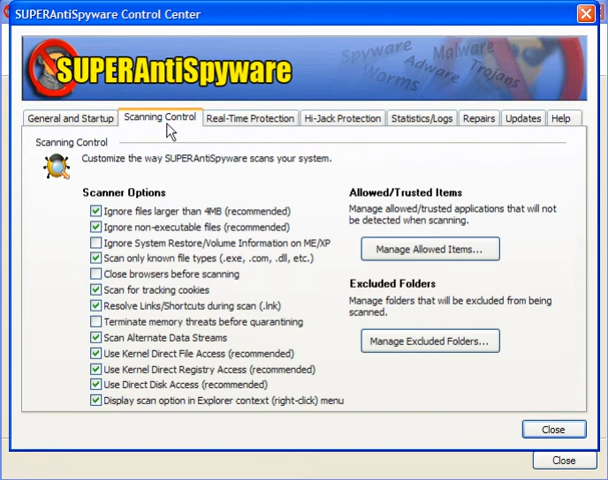 SUPERAntiSpyware Control Center
SUPERAntiSpyware
Spyware Malware
Adware Trojans
Worms
General and Startup Scanning Control Real-Time Protection Hi-Jack Protection Statistics/Logs Repairs Updates Help
Scanning Control
Customize the way SUPERAntiSpyware scans your system.
Scanner Options
Ignore files larger than 4MB (recommended)
Ignore non-executable files (recommended)
Ignore System Restore/Volume Information on ME/XP
Scan only known file types (.exe, .com, .dll, etc.)
Close browsers before scanning
Scan for tracking cookies
Resolve Links/Shortcuts during scan (.lnk)
Terminate memory threats before quarantining
Scan Alternate Data Streams
Use Kernel Direct File Access (recommended)
Use Kernel Direct Registry Access (recommended)
Use Direct Disk Access (recommended)
Display scan option in Explorer context (right-click) menu
Allowed/Trusted Items
Manage allowed/trusted applications that will not
be detected when scanning.
Manage Allowed Items...
Excluded Folders
Manage folders that will be excluded from being
scanned.
Manage Excluded Folders...
Close
Close